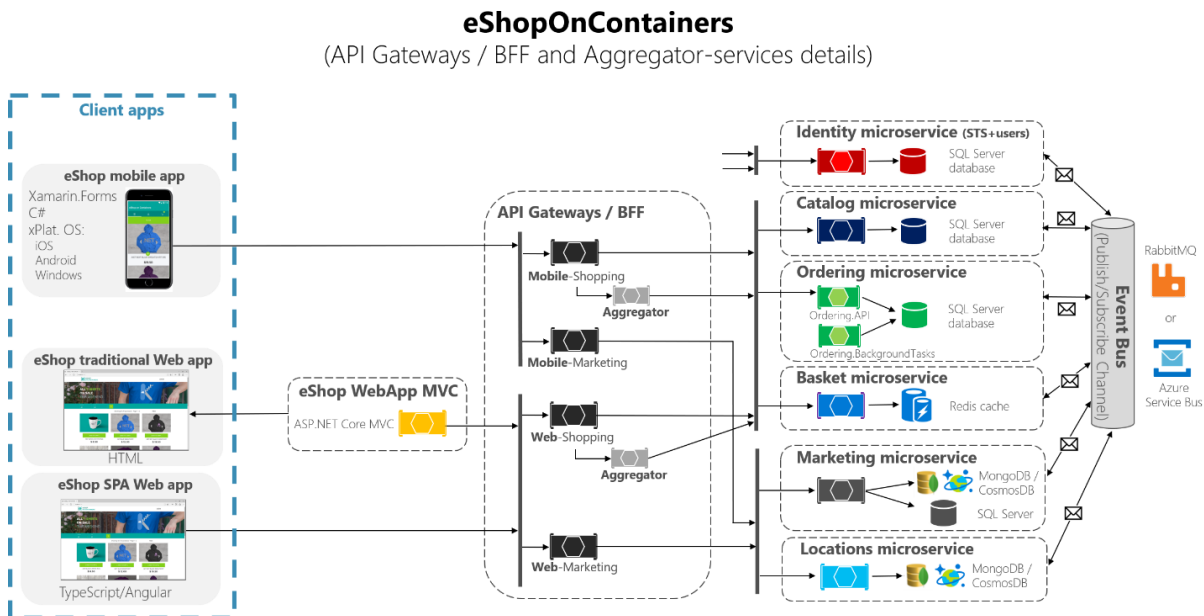 eShopOnContainers
(API Gateways / BFF and Aggregator-services details)
Client apps
eShop mobile app
Xamarin.Forms
C#
xPlat. OS:
iOS
Android
Windows
eShop traditional Web app
HTML
eShop SPA Web app
TypeScript/Angular
eShop WebApp MVC
ASP.NET Core MVC
API Gateways / BFF
Mobile-Shopping
Aggregator
Mobile-Marketing
Web-Shopping
Aggregator
Web-Marketing
Identity microservice (STS+users)
SQL Server
database
Catalog microservice
SQL Server
database
Ordering microservice
Ordering.API
SQL Server
database
Ordering.BackgroundTasks
Basket microservice
Redis cache
Marketing microservice
MongoDB /
CosmosDB
SQL Server
Locations microservice
MongoDB /
CosmosDB
Event Bus
(Publish/Subscribe Channel)
RabbitMQ
or
Azure
Service Bus